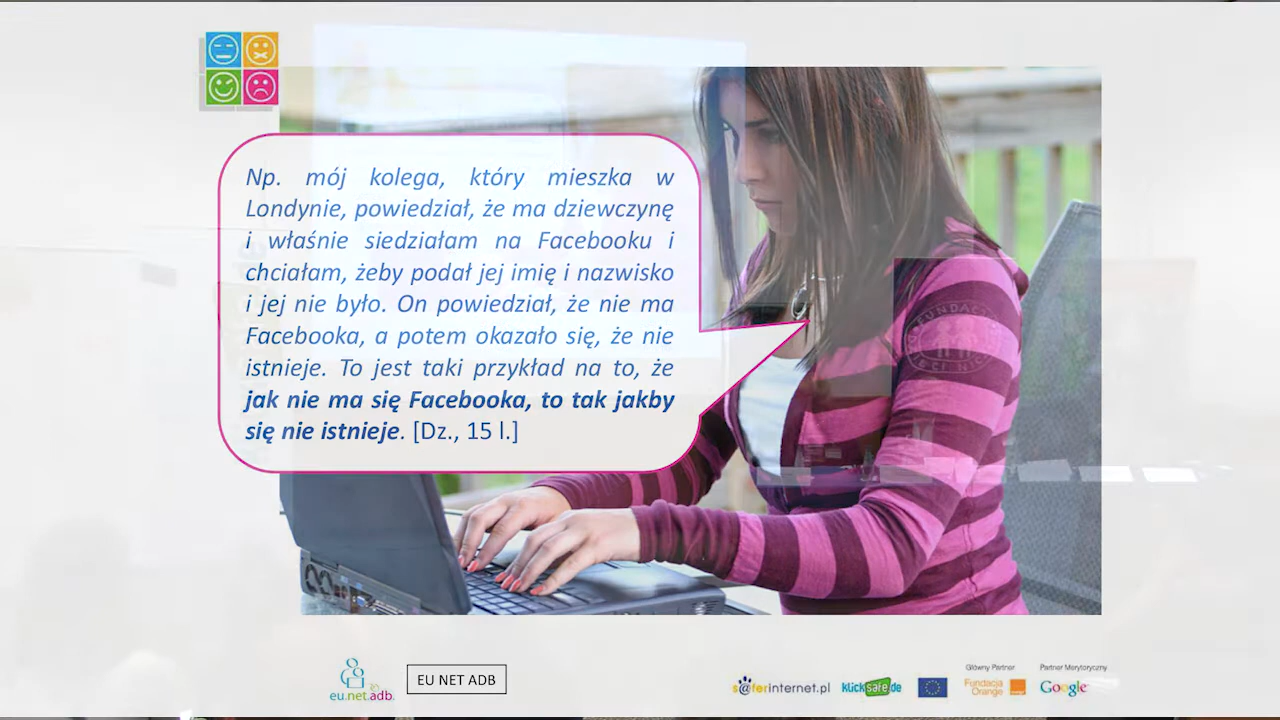 Np. mój kolega, który mieszka w
Londynie, powiedział, że ma dziewczynę
i właśnie siedziałam na Facebooku i
chciałam, żeby podał jej imię i nazwisko
i jej nie było. On powiedział, że nie ma
Facebooka, a potem okazało się, że nie
istnieje. To jest taki przykład na to, że
jak nie ma się Facebooka, to tak jakby
się nie istnieje. [Dz., 15 l.]
eu.net.adb.
EU NET ADB
s@ferinternet.pl
klicksafe.de
Główny Partner
Fundacja
Orange
Partner Merytoryczny
Google